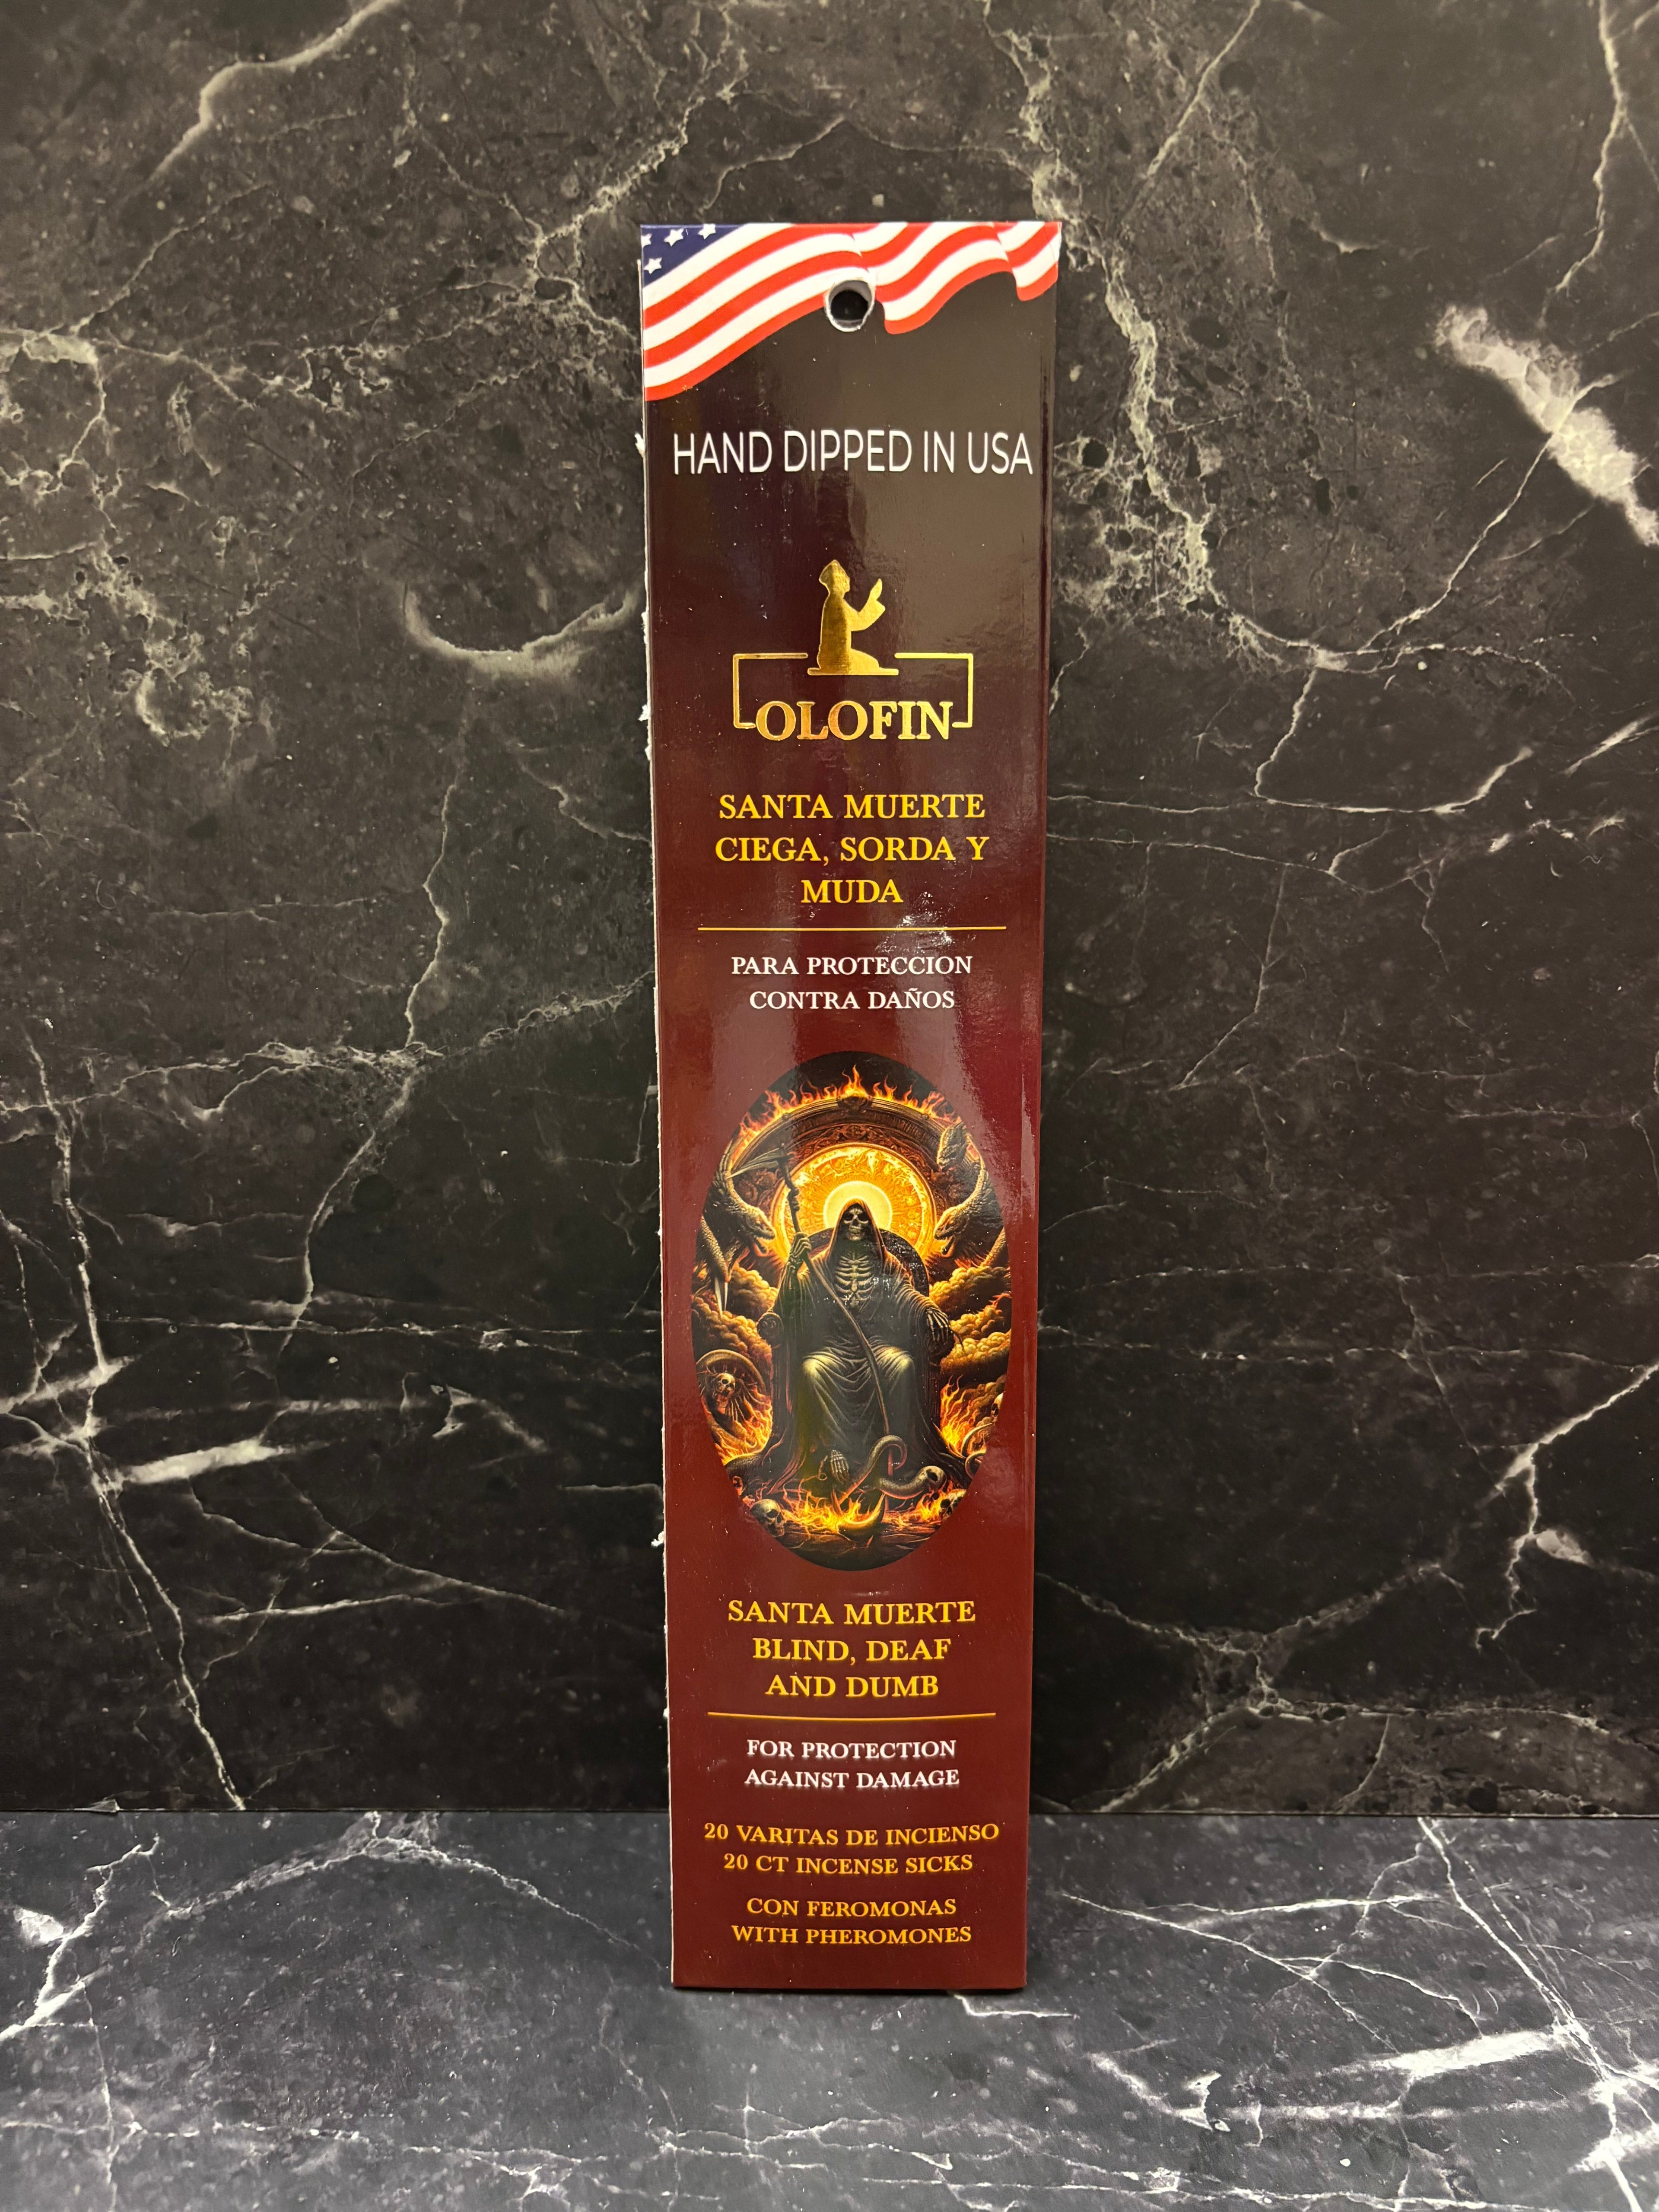 HAND DIPPED IN USA
OLOFIN
SANTA MUERTE
CIEGA, SORDA Y
MUDA
PARA PROTECCION
CONTRA DAÑOS
SANTA MUERTE
BLIND, DEAF
AND DUMB
FOR PROTECTION
AGAINST DAMAGE
20 VARITAS DE INCIENSO
20 CT INCENSE SICKS
CON FEROMONAS
WITH PHEROMONES